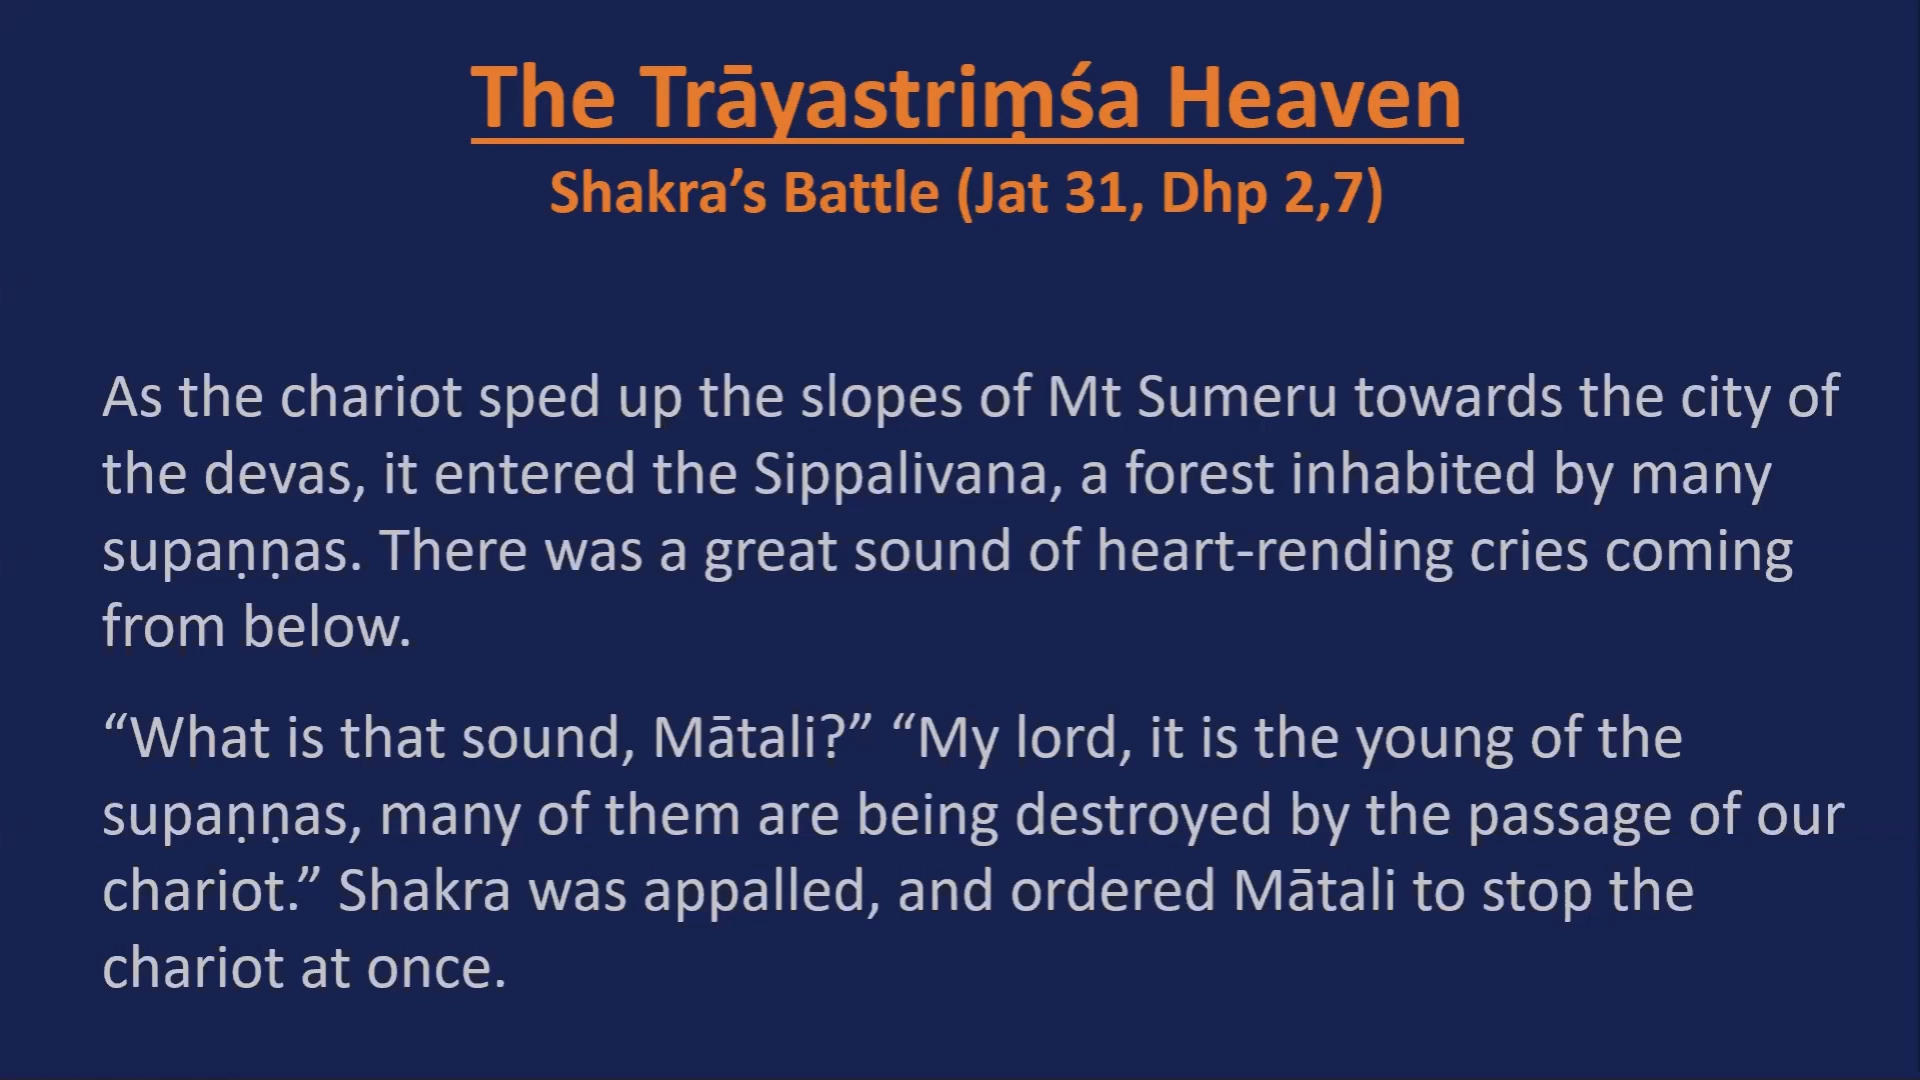 The Trāyastriṃśa Heaven
Shakra’s Battle (Jat 31, Dhp 2,7)
As the chariot sped up the slopes of Mt Sumeru towards the city of
the devas, it entered the Sippalivana, a forest inhabited by many
supaṇṇas. There was a great sound of heart-rending cries coming
from below.
“What is that sound, Mātali?” “My lord, it is the young of the
supaṇṇas, many of them are being destroyed by the passage of our
chariot.” Shakra was appalled, and ordered Mātali to stop the
chariot at once.